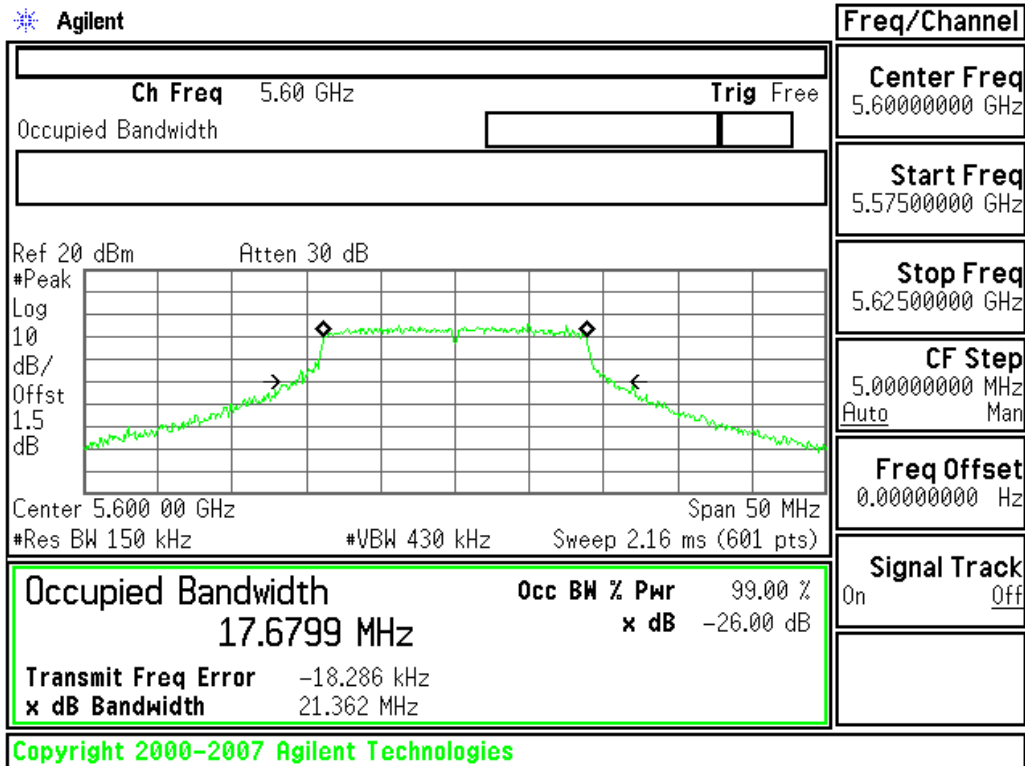 Agilent
Freq/Channel
Ch Freq 5.60 GHz Trig Free
Occupied Bandwidth
Center Freq
5.60000000 GHz
Start Freq
5.57500000 GHz
Stop Freq
5.62500000 GHz
CF Step
5.00000000 MHz
Auto Man
Freq Offset
0.00000000 Hz
Signal Track
On Off
Ref 20 dBm Atten 30 dB
#Peak
Log
10
dB/
Offst
1.5
dB
Center 5.600 00 GHz Span 50 MHz
#Res BW 150 kHz #VBW 430 kHz Sweep 2.16 ms (601 pts)
Occupied Bandwidth Occ BW % Pwr 99.00 %
17.6799 MHz x dB -26.00 dB
Transmit Freq Error -18.286 kHz
x dB Bandwidth 21.362 MHz
Copyright 2000-2007 Agilent Technologies